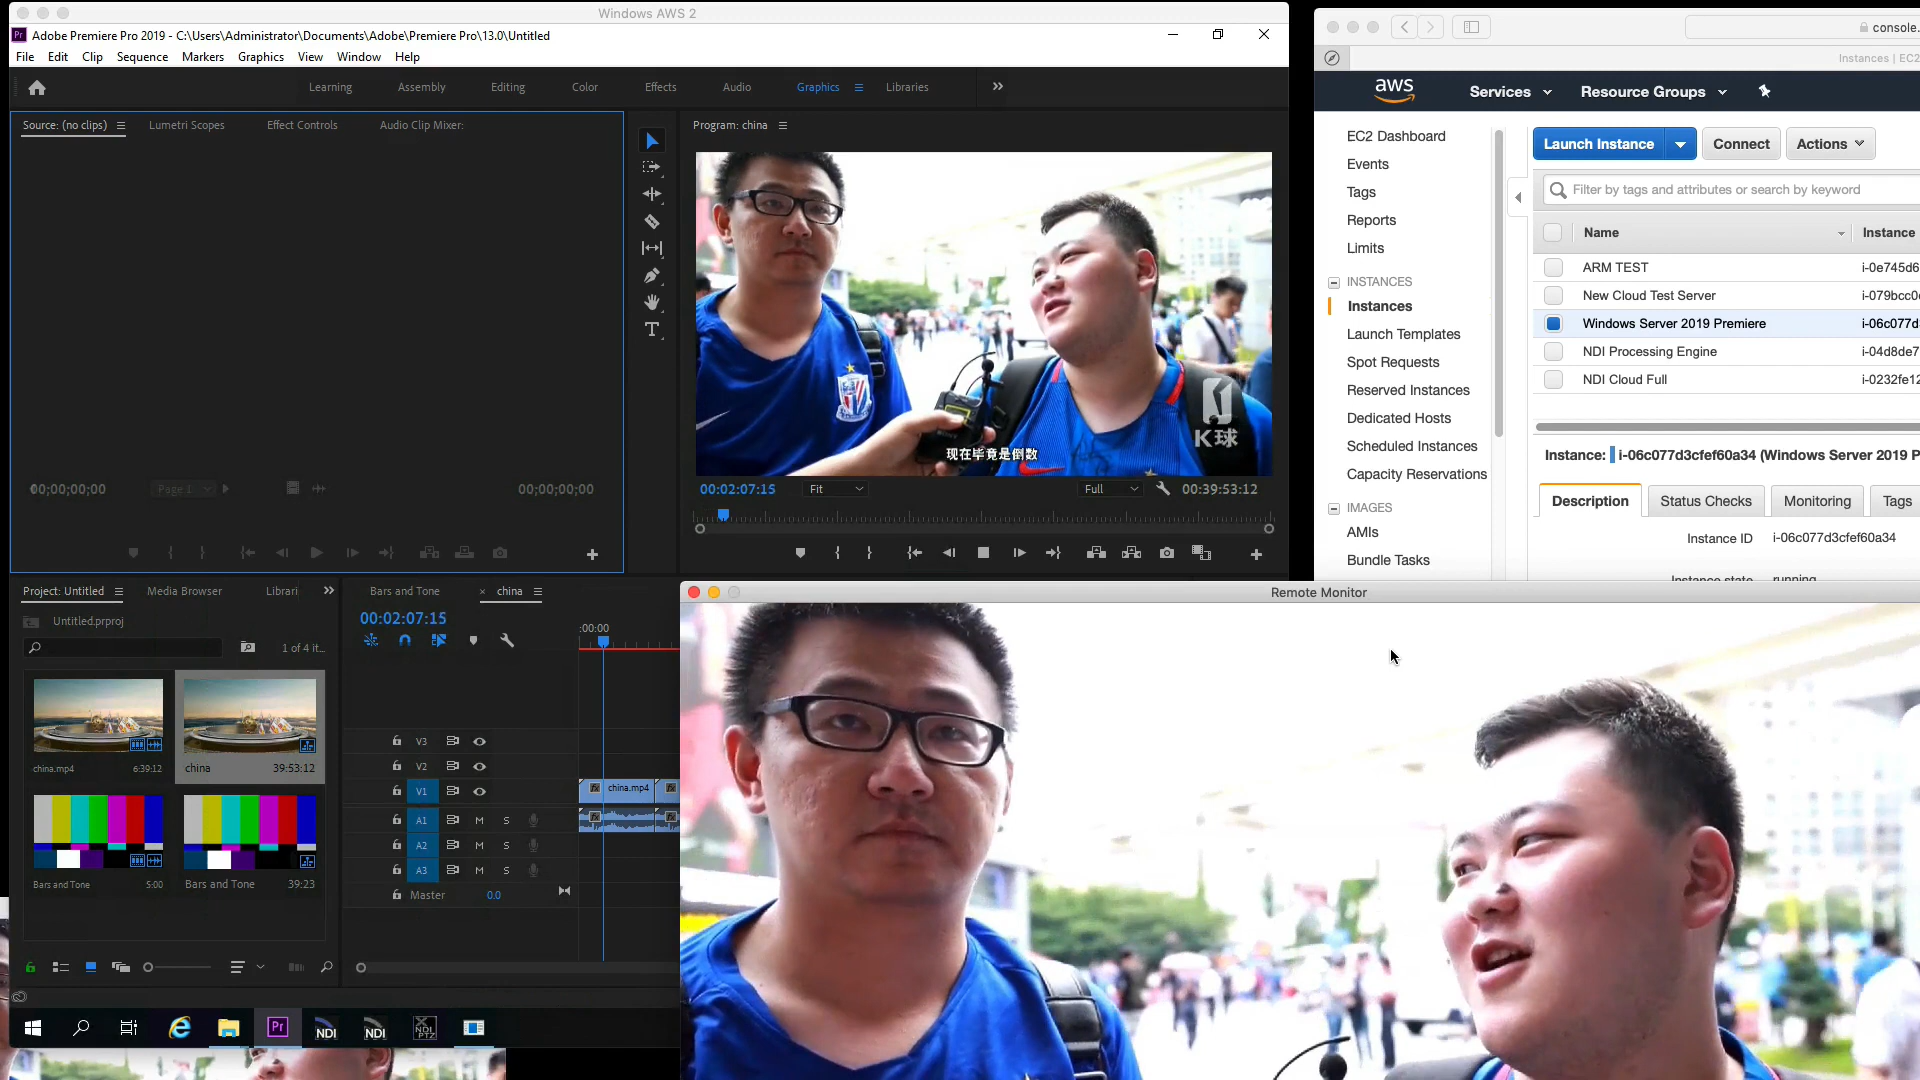 Windows AWS 2
Adobe Premiere Pro 2019 - C:\Users\Administrator\Documents\Adobe\Premiere Pro\13.0\Untitled
File Edit Clip Sequence Markers Graphics View Window Help
Learning Assembly Editing Color Effects Audio Graphics Libraries
Source: (no clips) Lumetri Scopes Effect Controls Audio Clip Mixer:
00;00;00;00 Page 1 00;00;00;00
Program: china
K球
现在毕竟是倒数
00:02:07:15 Fit Full 00:39:53:12
Project: Untitled Media Browser Librari
Untitled.prproj
1 of 4 it...
china.mp4 6:39:12
china 39:53:12
Bars and Tone 5:00
Bars and Tone 39:23
Bars and Tone × china
00:02:07:15
:00:00
V3
V2
V1
china.mp4
A1 M S
A2 M S
A3 M S
Master 0.0
Pr NDI NDI NDI PTZ
console.
Instances | EC2
aws Services Resource Groups
EC2 Dashboard
Events
Tags
Reports
Limits
INSTANCES
Instances
Launch Templates
Spot Requests
Reserved Instances
Dedicated Hosts
Scheduled Instances
Capacity Reservations
IMAGES
AMIs
Bundle Tasks
Launch Instance Connect Actions
Filter by tags and attributes or search by keyword
Name Instance
ARM TEST i-0e745d6
New Cloud Test Server i-079bcc0
Windows Server 2019 Premiere i-06c077d
NDI Processing Engine i-04d8de7
NDI Cloud Full i-0232fe12
Instance: i-06c077d3cfef60a34 (Windows Server 2019 P
Description Status Checks Monitoring Tags
Instance ID i-06c077d3cfef60a34
Instance state running
Remote Monitor